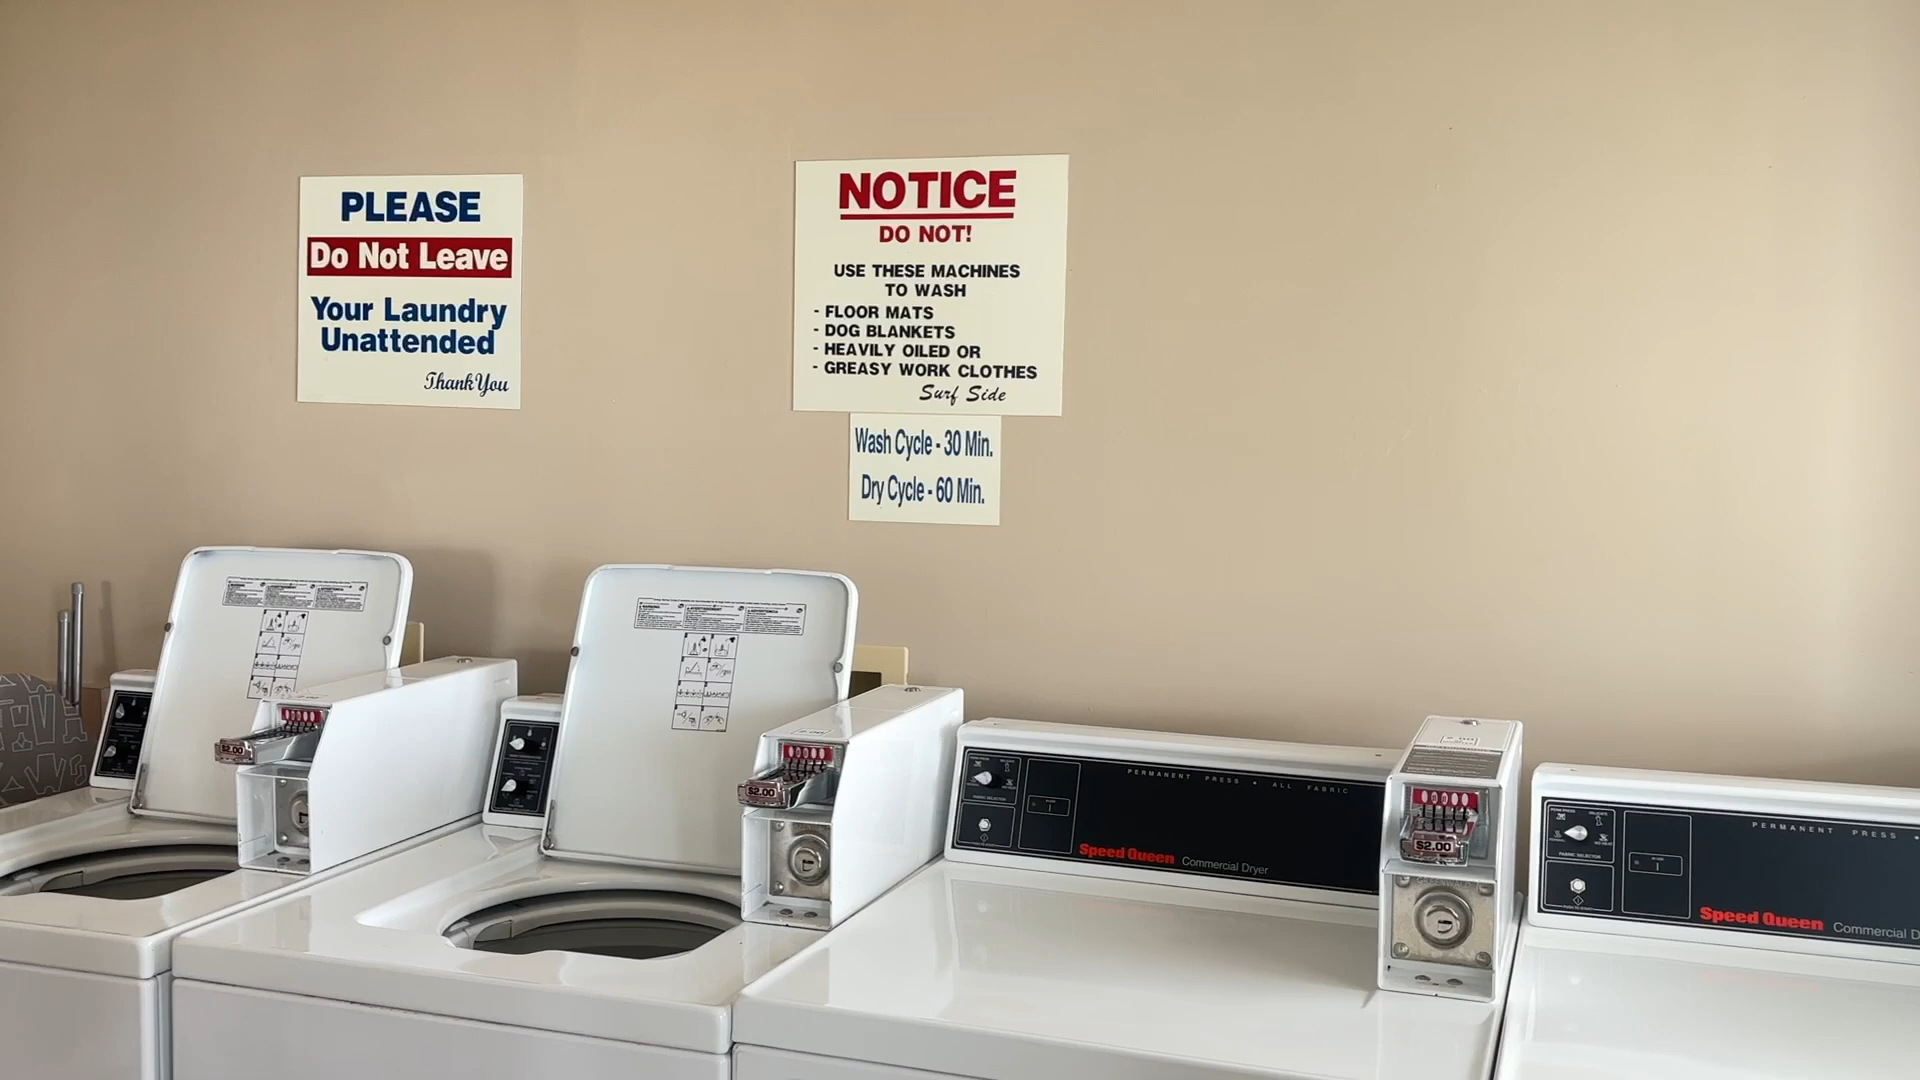 PLEASE
Do Not Leave
Your Laundry
Unattended
Thank You
NOTICE
DO NOT!
USE THESE MACHINES
TO WASH
- FLOOR MATS
- DOG BLANKETS
- HEAVILY OILED OR
- GREASY WORK CLOTHES
Surf Side
Wash Cycle - 30 Min.
Dry Cycle - 60 Min.
$2.00
$2.00
PERMANENT PRESS • ALL FABRIC
Speed Queen Commercial Dryer
$2.00
PERMANENT PRESS •
FABRIC SELECTOR
Speed Queen Commercial D